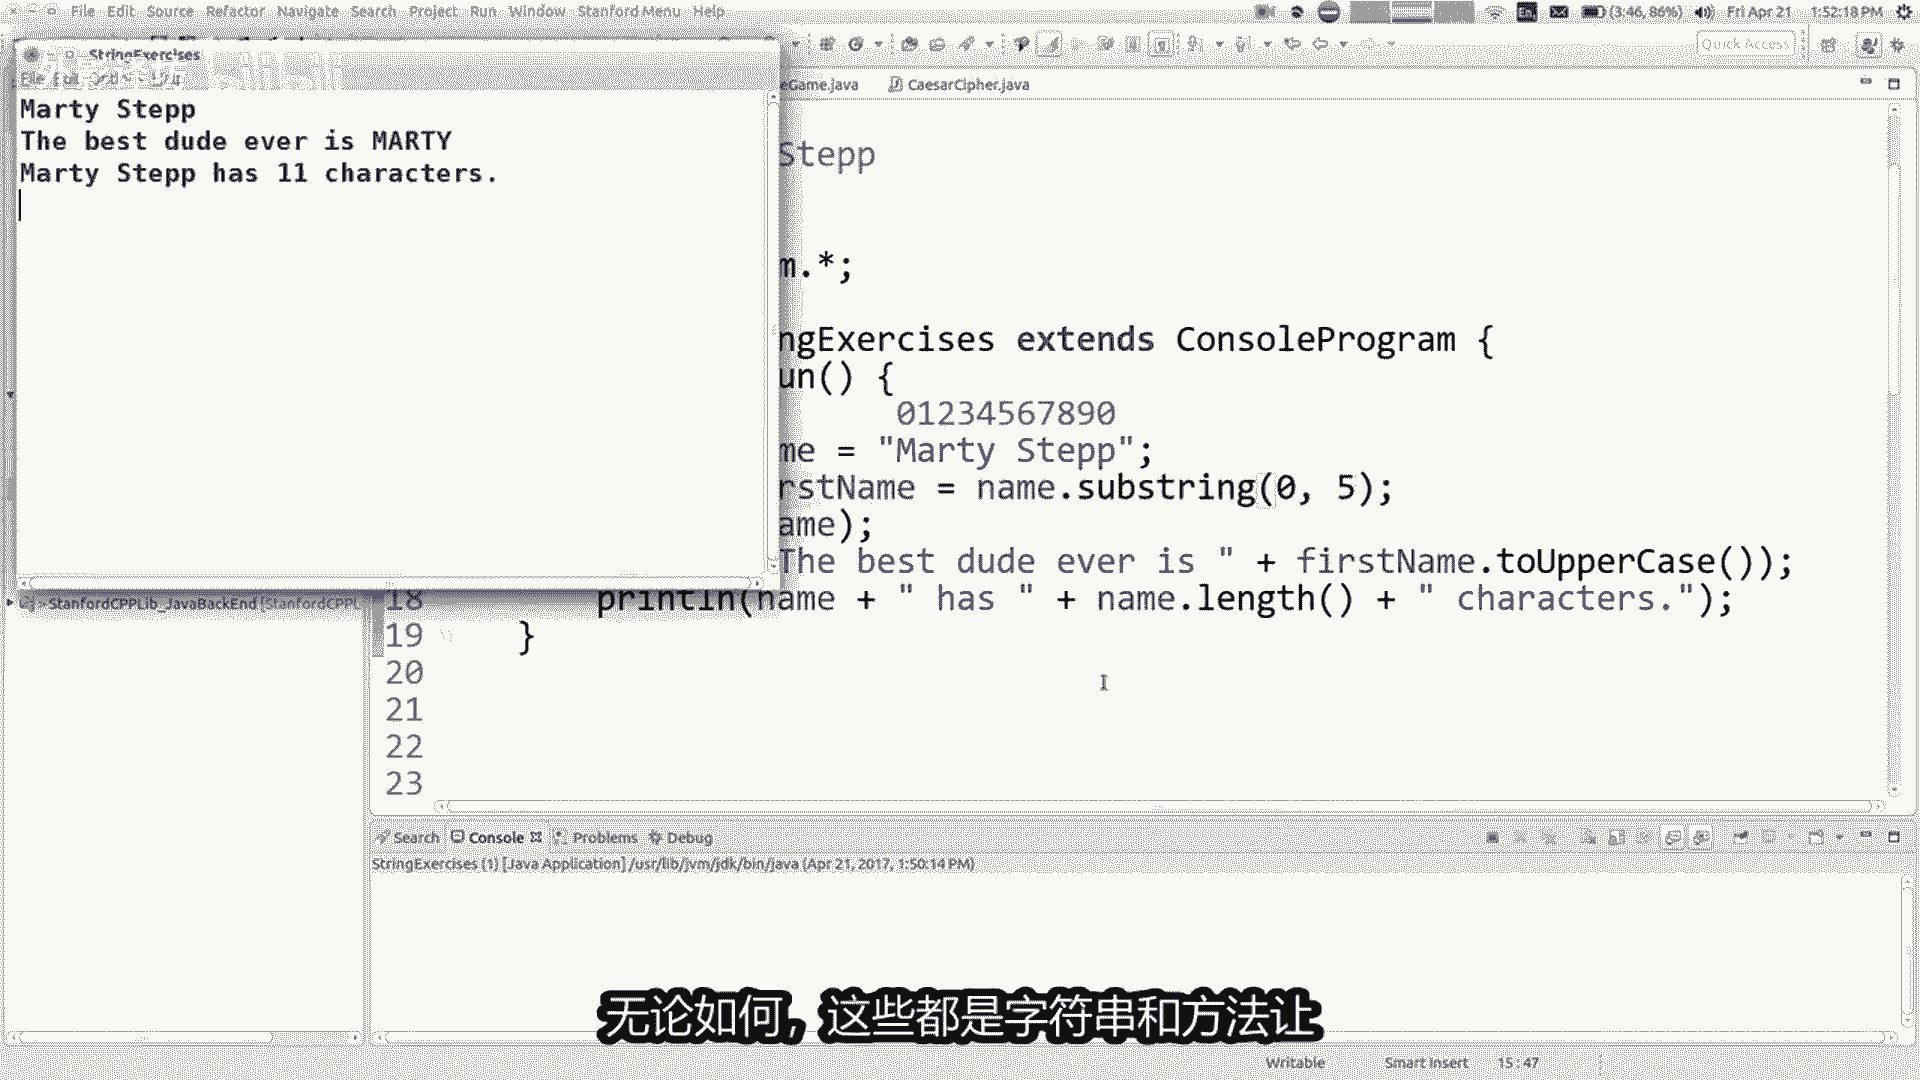 File Edit Source Refactor Navigate Search Project Run Window Stanford Menu Help
(3:46, 86%) Fri Apr 21 1:52:18 PM
StringExercises
Quick Access
File
eGame.java CaesarCipher.java
Marty Stepp
The best dude ever is MARTY
Marty Stepp has 11 characters.
Stepp
m.*;
ngExercises extends ConsoleProgram {
un() {
01234567890
me = "Marty Stepp";
rstName = name.substring(0, 5);
ame);
The best dude ever is " + firstName.toUpperCase());
StanfordCPPLib_JavaBackEnd [StanfordCPPL
18 println(name + " has " + name.length() + " characters.");
19 }
20
21
22
23
Search Console Problems Debug
StringExercises (1) [Java Application] /usr/lib/jvm/jdk/bin/java (Apr 21, 2017, 1:50:14 PM)
无论如何，这些都是字符串和方法让
Writable Smart Insert 15 : 47